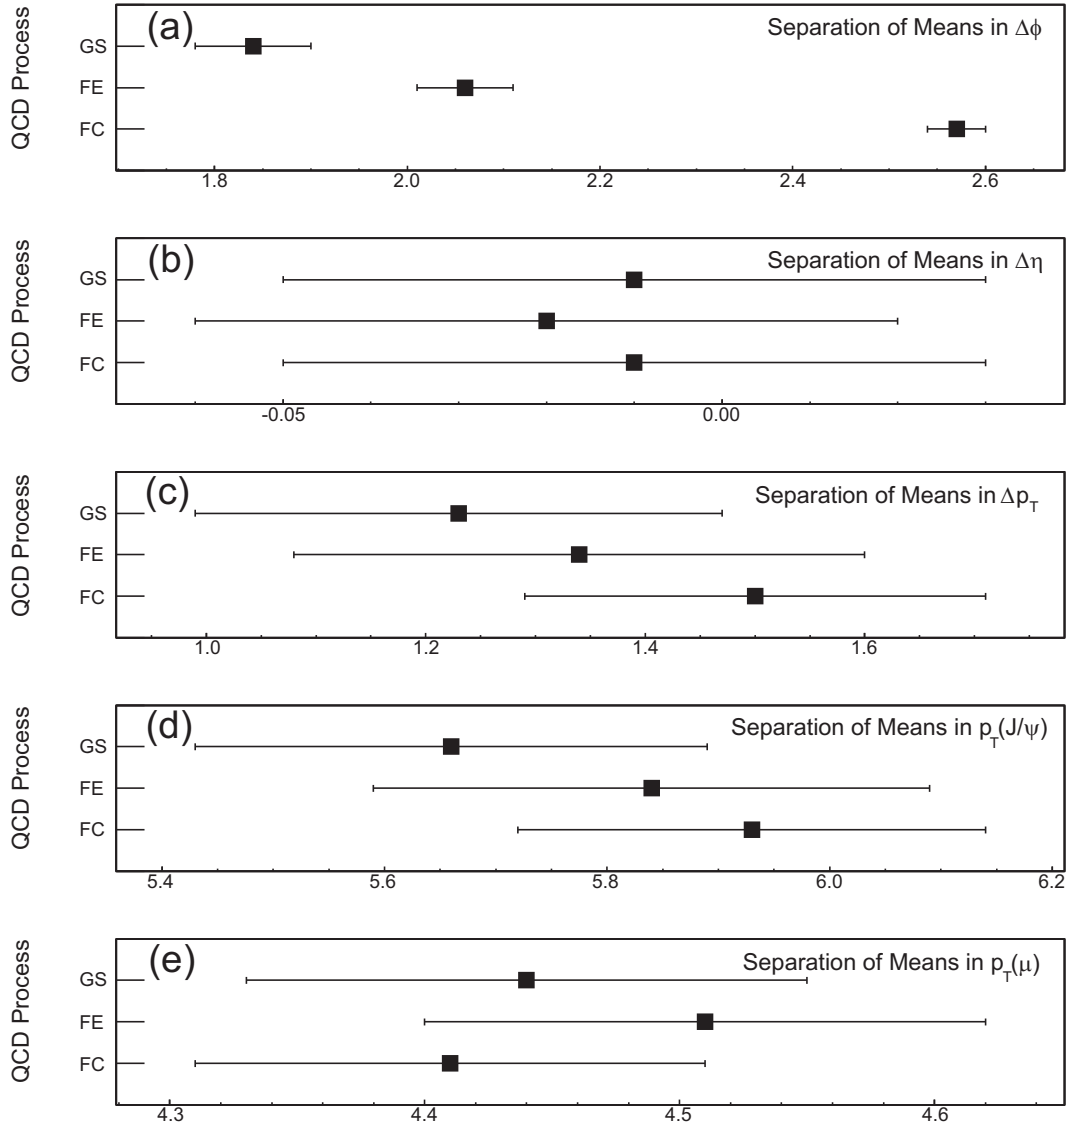 (a)
Separation of Means in Δϕ
QCD Process
GS
FE
FC
1.8 2.0 2.2 2.4 2.6
(b)
Separation of Means in Δη
QCD Process
GS
FE
FC
-0.05 0.00
(c)
Separation of Means in Δp_T
QCD Process
GS
FE
FC
1.0 1.2 1.4 1.6
(d)
Separation of Means in p_T(J/ψ)
QCD Process
GS
FE
FC
5.4 5.6 5.8 6.0 6.2
(e)
Separation of Means in p_T(μ)
QCD Process
GS
FE
FC
4.3 4.4 4.5 4.6